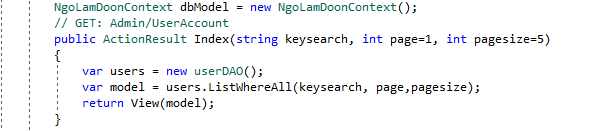 NgoLamDoonContext dbModel = new NgoLamDoonContext();
// GET: Admin/UserAccount
public ActionResult Index(string keysearch, int page=1, int pagesize=5)
{
var users = new userDAO();
var model = users.ListWhereAll(keysearch, page,pagesize);
return View(model);
}